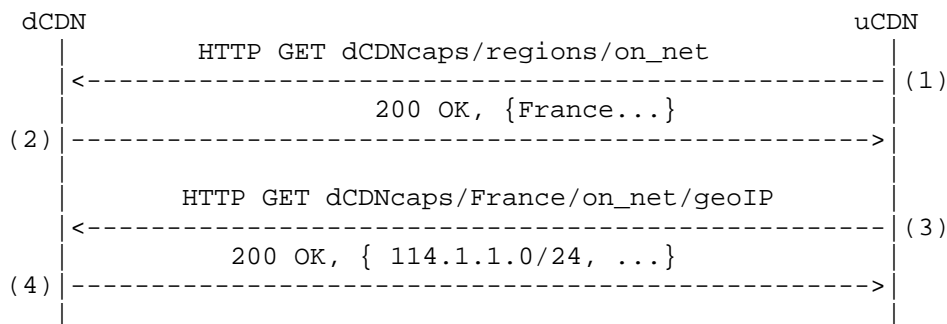 dCDN uCDN
HTTP GET dCDNcaps/regions/on_net
(1)
200 OK, {France...}
(2)
HTTP GET dCDNcaps/France/on_net/geoIP
(3)
200 OK, { 114.1.1.0/24, ...}
(4)